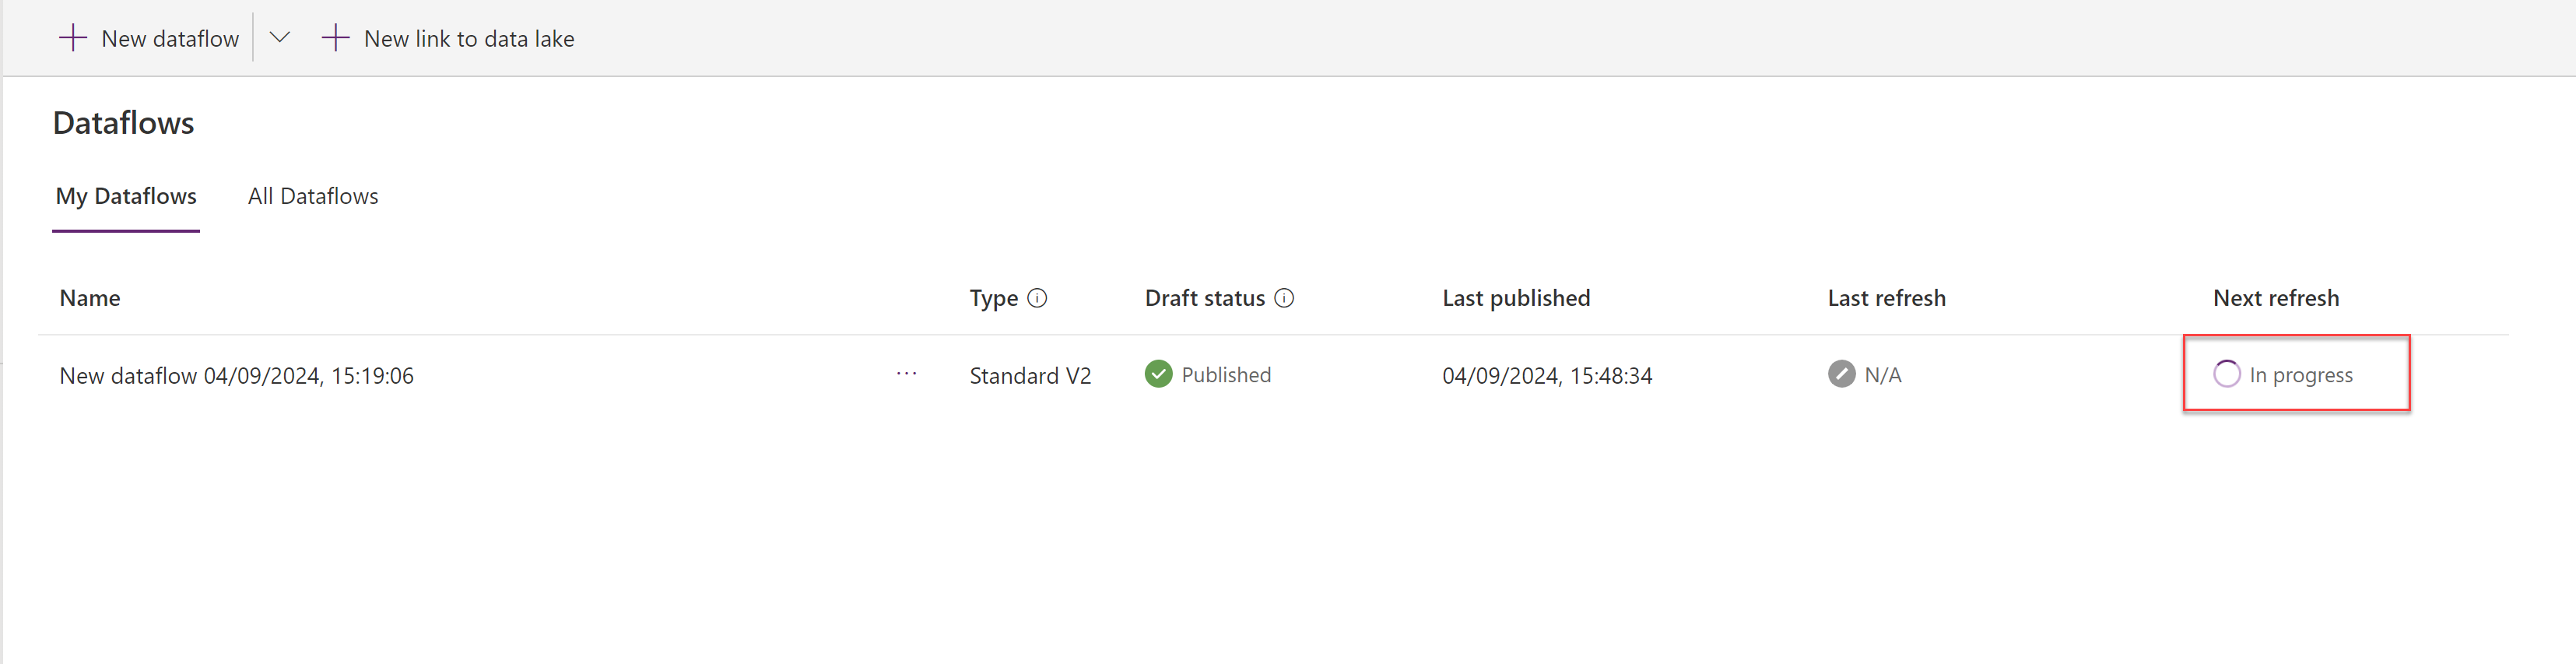 New dataflow New link to data lake
Dataflows
My Dataflows All Dataflows
Name Type Draft status Last published Last refresh Next refresh
New dataflow 04/09/2024, 15:19:06 ... Standard V2 Published 04/09/2024, 15:48:34 N/A In progress